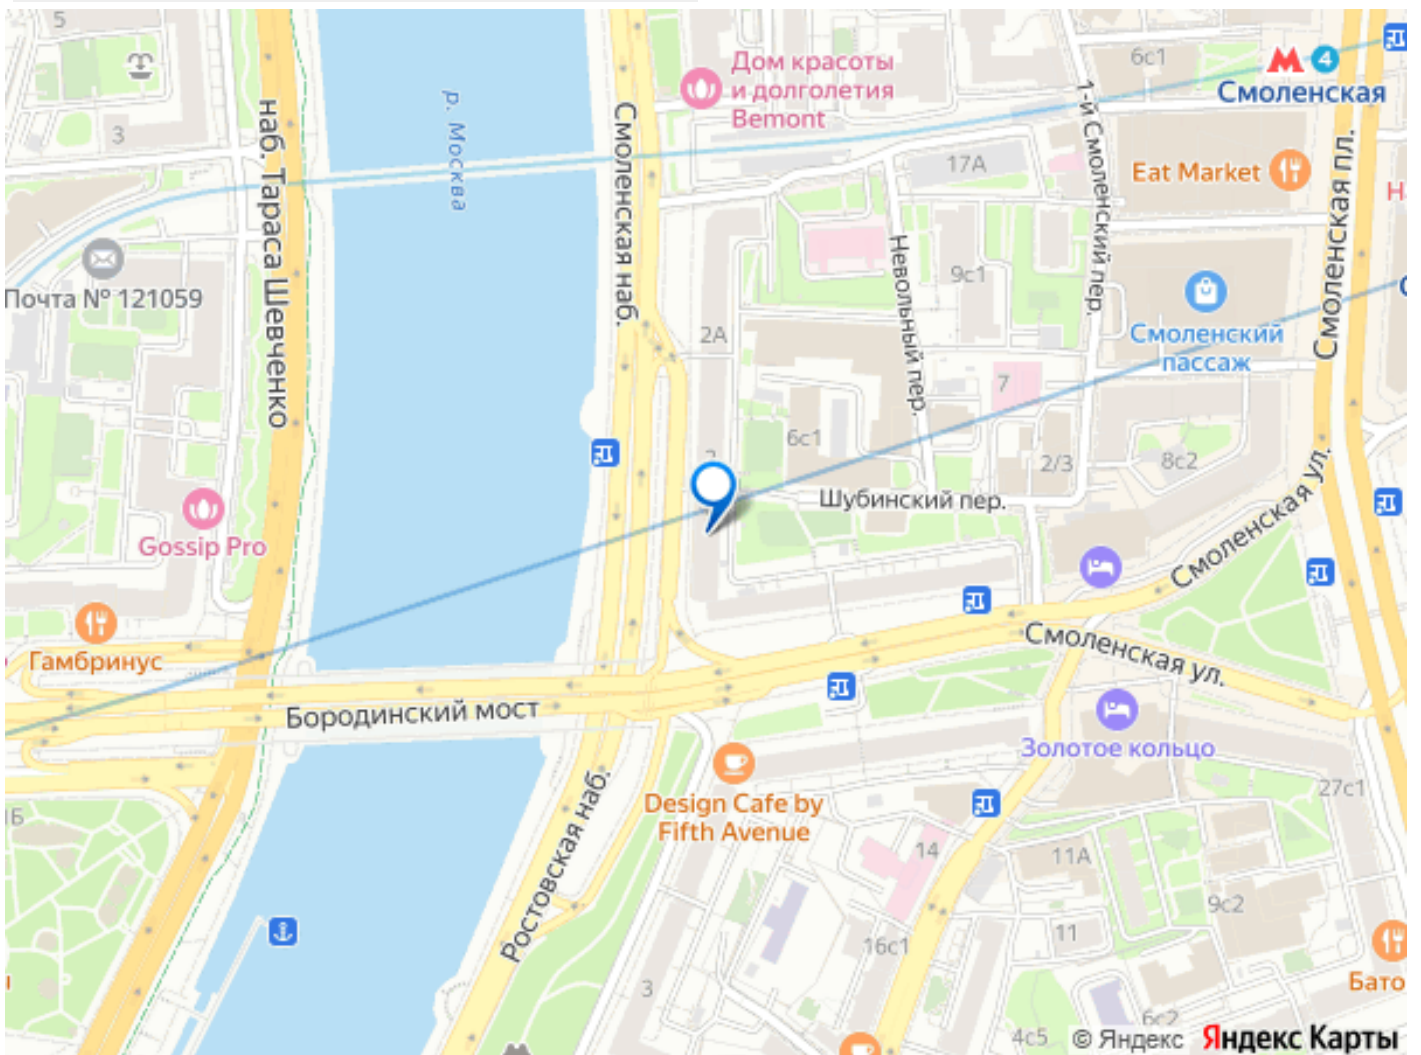 5
6с1
4
Смоленская
Дом красоты
и долголетия
Bemont
3
наб. Тараса Шевченко
р. Москва
Смоленская наб.
1-й Смоленский пер.
17А
Eat Market
Смоленская пл.
Почта № 121059
Невольный пер.
9с1
2А
Смоленский
пассаж
7
6с1
2/3
8с2
Шубинский пер.
Gossip Pro
Смоленская ул.
Гамбринус
Смоленская ул.
Бородинский мост
Золотое кольцо
27с1
Design Cafe by
Fifth Avenue
Ростовская наб.
14
11А
9с2
16с1
11
3
Бато
6с2
4с5
© Яндекс
Яндекс Карты